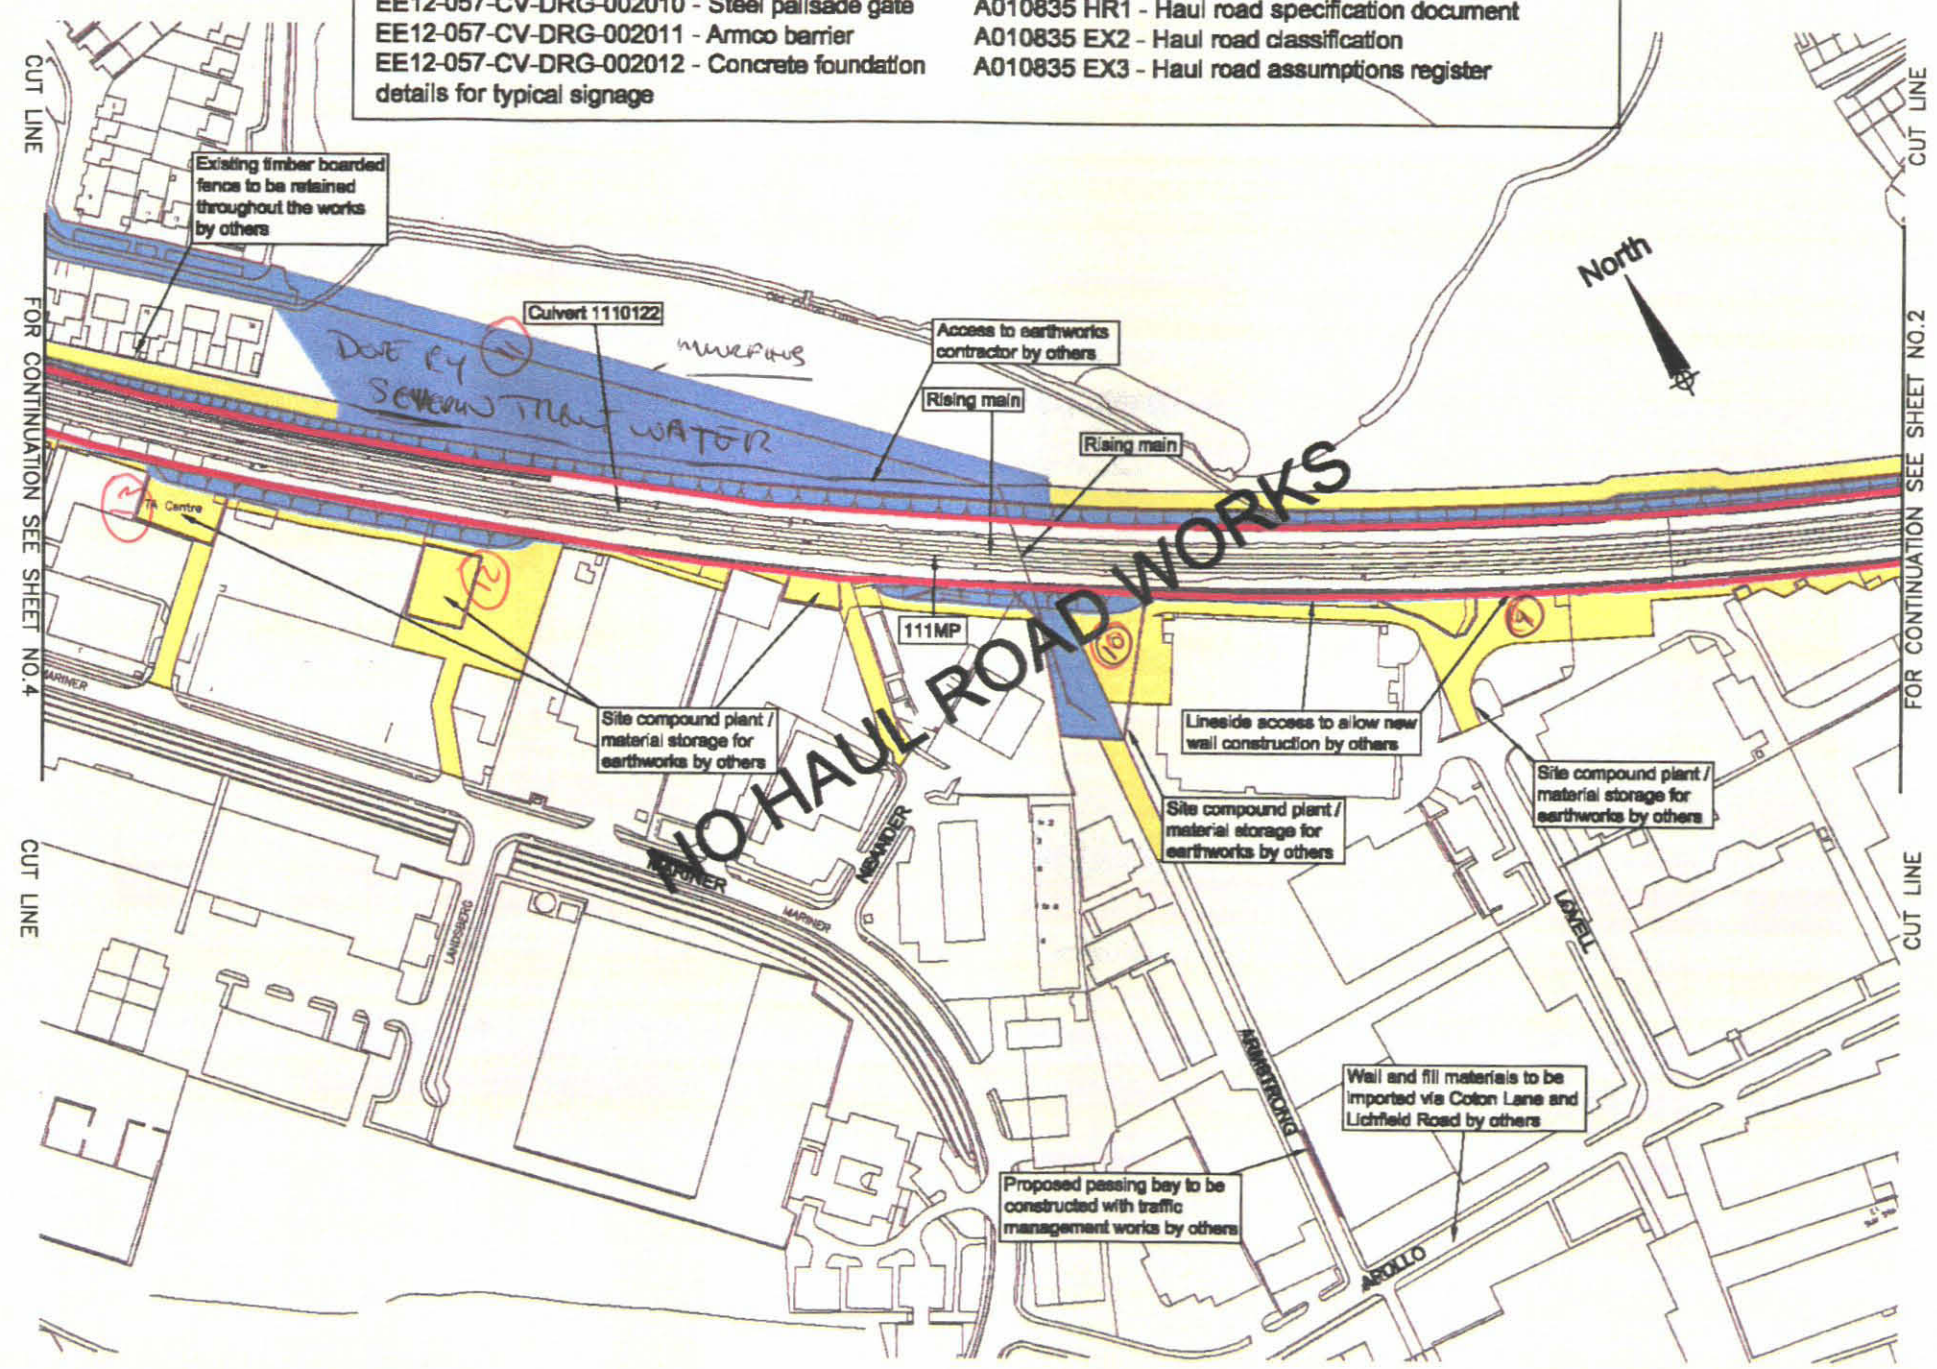 EE12-057-CV-DRG-002010 - Steel palisade gate
EE12-057-CV-DRG-002011 - Armco barrier
EE12-057-CV-DRG-002012 - Concrete foundation
details for typical signage
A010835 HR1 - Haul road specification document
A010835 EX2 - Haul road classification
A010835 EX3 - Haul road assumptions register
CUT LINE
CUT LINE
Existing timber boarded
fence to be retained
throughout the works
by others
North
FOR CONTINUATION SEE SHEET NO.4
FOR CONTINUATION SEE SHEET NO.2
Culvert 1110122
Access to earthworks
contractor by others
DONE BY
SEVERN TRENT WATER
11
Rising main
Rising main
TA Centre
21
111MP
10
NO HAUL ROAD WORKS
Lineside access to allow new
wall construction by others
Site compound plant /
material storage for
earthworks by others
Site compound plant /
material storage for
earthworks by others
Site compound plant /
material storage for
earthworks by others
MARINER
MARINER
MARINER
NEANDER
LANDSBERG
LOVELL
ARMSTRONG
CUT LINE
CUT LINE
Wall and fill materials to be
imported via Coton Lane and
Lichfield Road by others
Proposed passing bay to be
constructed with traffic
management works by others
APOLLO